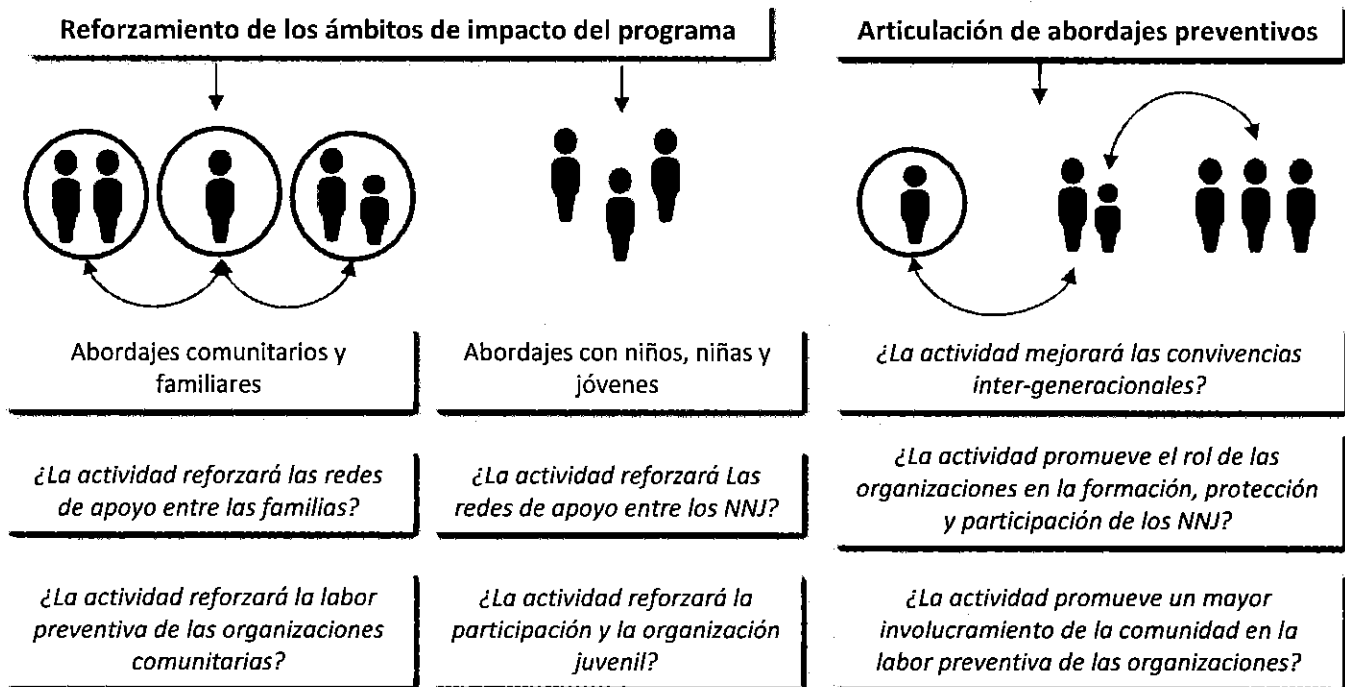 Reforzamiento de los ámbitos de impacto del programa
Articulación de abordajes preventivos
Abordajes comunitarios y
familiares
Abordajes con niños, niñas y
jóvenes
¿La actividad mejorará las convivencias
inter-generacionales?
¿La actividad reforzará las redes
de apoyo entre las familias?
¿La actividad reforzará Las
redes de apoyo entre los NNJ?
¿La actividad promueve el rol de las
organizaciones en la formación, protección
y participación de los NNJ?
¿La actividad reforzará la labor
preventiva de las organizaciones
comunitarias?
¿La actividad reforzará la
participación y la organización
juvenil?
¿La actividad promueve un mayor
involucramiento de la comunidad en la
labor preventiva de las organizaciones?